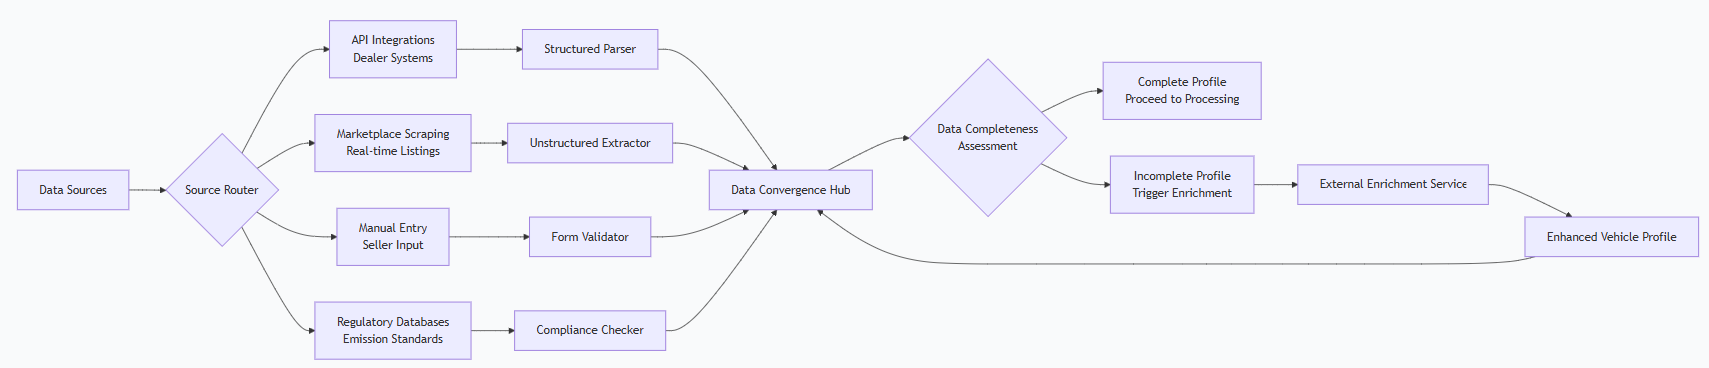 Data Sources
Source Router
API Integrations
Dealer Systems
Structured Parser
Marketplace Scraping
Real-time Listings
Unstructured Extractor
Manual Entry
Seller Input
Form Validator
Regulatory Databases
Emission Standards
Compliance Checker
Data Convergence Hub
Data Completeness
Assessment
Complete Profile
Proceed to Processing
Incomplete Profile
Trigger Enrichment
External Enrichment Service
Enhanced Vehicle Profile